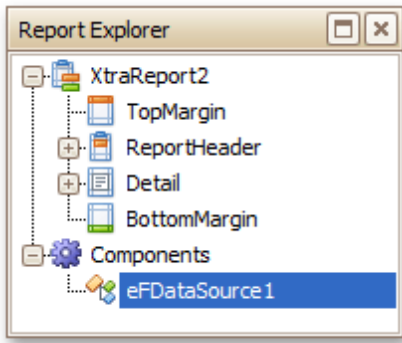 Report Explorer
XtraReport2
TopMargin
ReportHeader
Detail
BottomMargin
Components
eFDataSource1